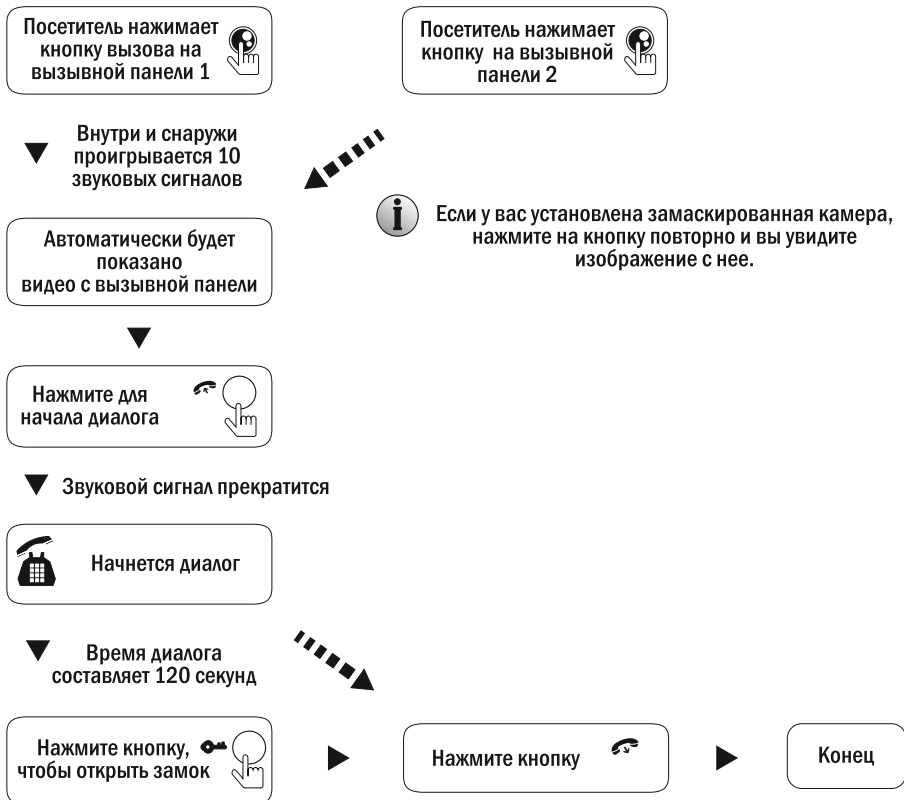 Посетитель нажимает
кнопку вызова на
вызывной панели 1
Посетитель нажимает
кнопку на вызывной
панели 2
Внутри и снаружи
проигрывается 10
звуковых сигналов
Если у вас установлена замаскированная камера,
нажмите на кнопку повторно и вы увидите
изображение с нее.
Автоматически будет
показано
видео с вызывной панели
Нажмите для
начала диалога
Звуковой сигнал прекратится
Начнется диалог
Время диалога
составляет 120 секунд
Нажмите кнопку,
чтобы открыть замок
Нажмите кнопку
Конец